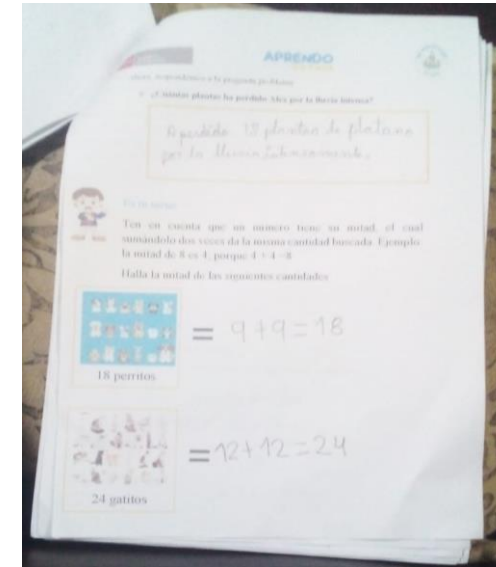 APRENDO
¿Cuántas plantas ha perdido Alex por la lluvia intensa?
A perdido 18 plantas de platano
por la lluvia
Ten en cuenta que un número tiene su mitad, el cual
sumándolo dos veces da la misma cantidad buscada. Ejemplo
la mitad de 8 es 4, porque 4 + 4 =8
Halla la mitad de las siguientes cantidades
= 9+9=18
18 perritos
=12+12=24
24 gatitos